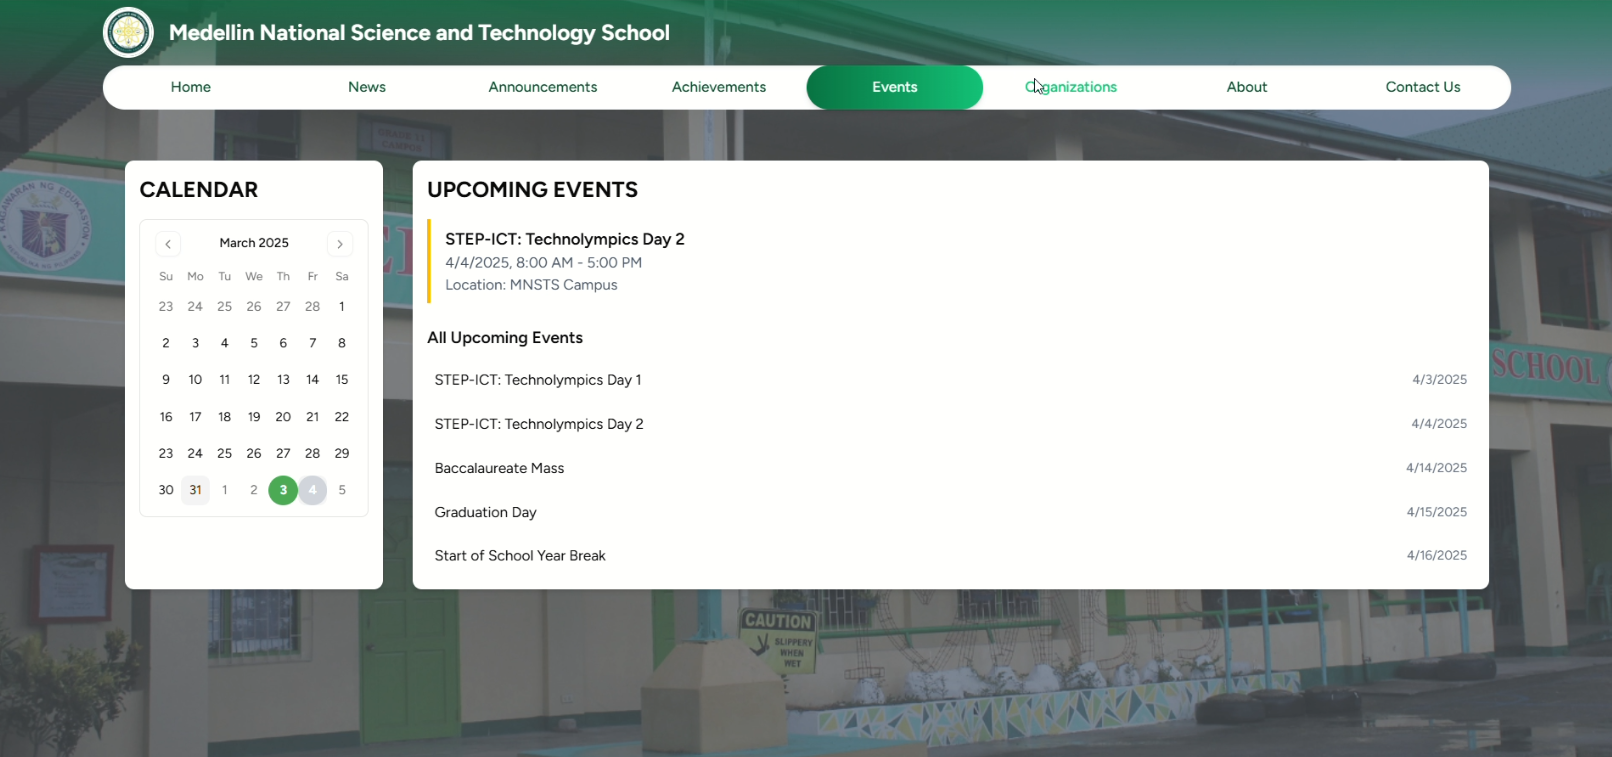 Medellin National Science and Technology School
Home News Announcements Achievements Events Organizations About Contact Us
CALENDAR
March 2025
Su Mo Tu We Th Fr Sa
23 24 25 26 27 28 1
2 3 4 5 6 7 8
9 10 11 12 13 14 15
16 17 18 19 20 21 22
23 24 25 26 27 28 29
30 31 1 2 3 4 5
UPCOMING EVENTS
STEP-ICT: Technolympics Day 2
4/4/2025, 8:00 AM - 5:00 PM
Location: MNSTS Campus
All Upcoming Events
STEP-ICT: Technolympics Day 1 4/3/2025
STEP-ICT: Technolympics Day 2 4/4/2025
Baccalaureate Mass 4/14/2025
Graduation Day 4/15/2025
Start of School Year Break 4/16/2025
SCHOOL
CAUTION
SLIPPERY
WHEN
WET